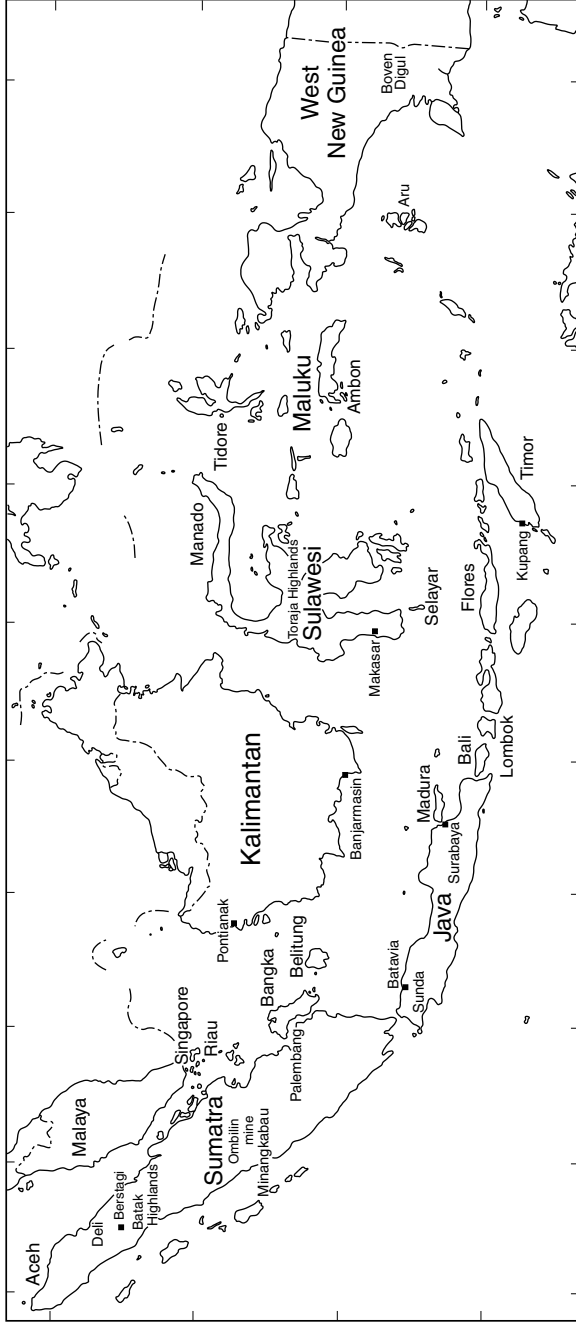 Aceh
Deli
Berstagi
Batak
Highlands
Malaya
Singapore
Riau
Sumatra
Ombilin
mine
Minangkabau
Palembang
Bangka
Belitung
Pontianak
Kalimantan
Banjarmasin
Batavia
Sunda
Java
Madura
Surabaya
Bali
Lombok
Manado
Toraja Highlands
Sulawesi
Makasar
Selayar
Flores
Kupang
Timor
Tidore
Maluku
Ambon
Aru
West
New Guinea
Boven
Digul